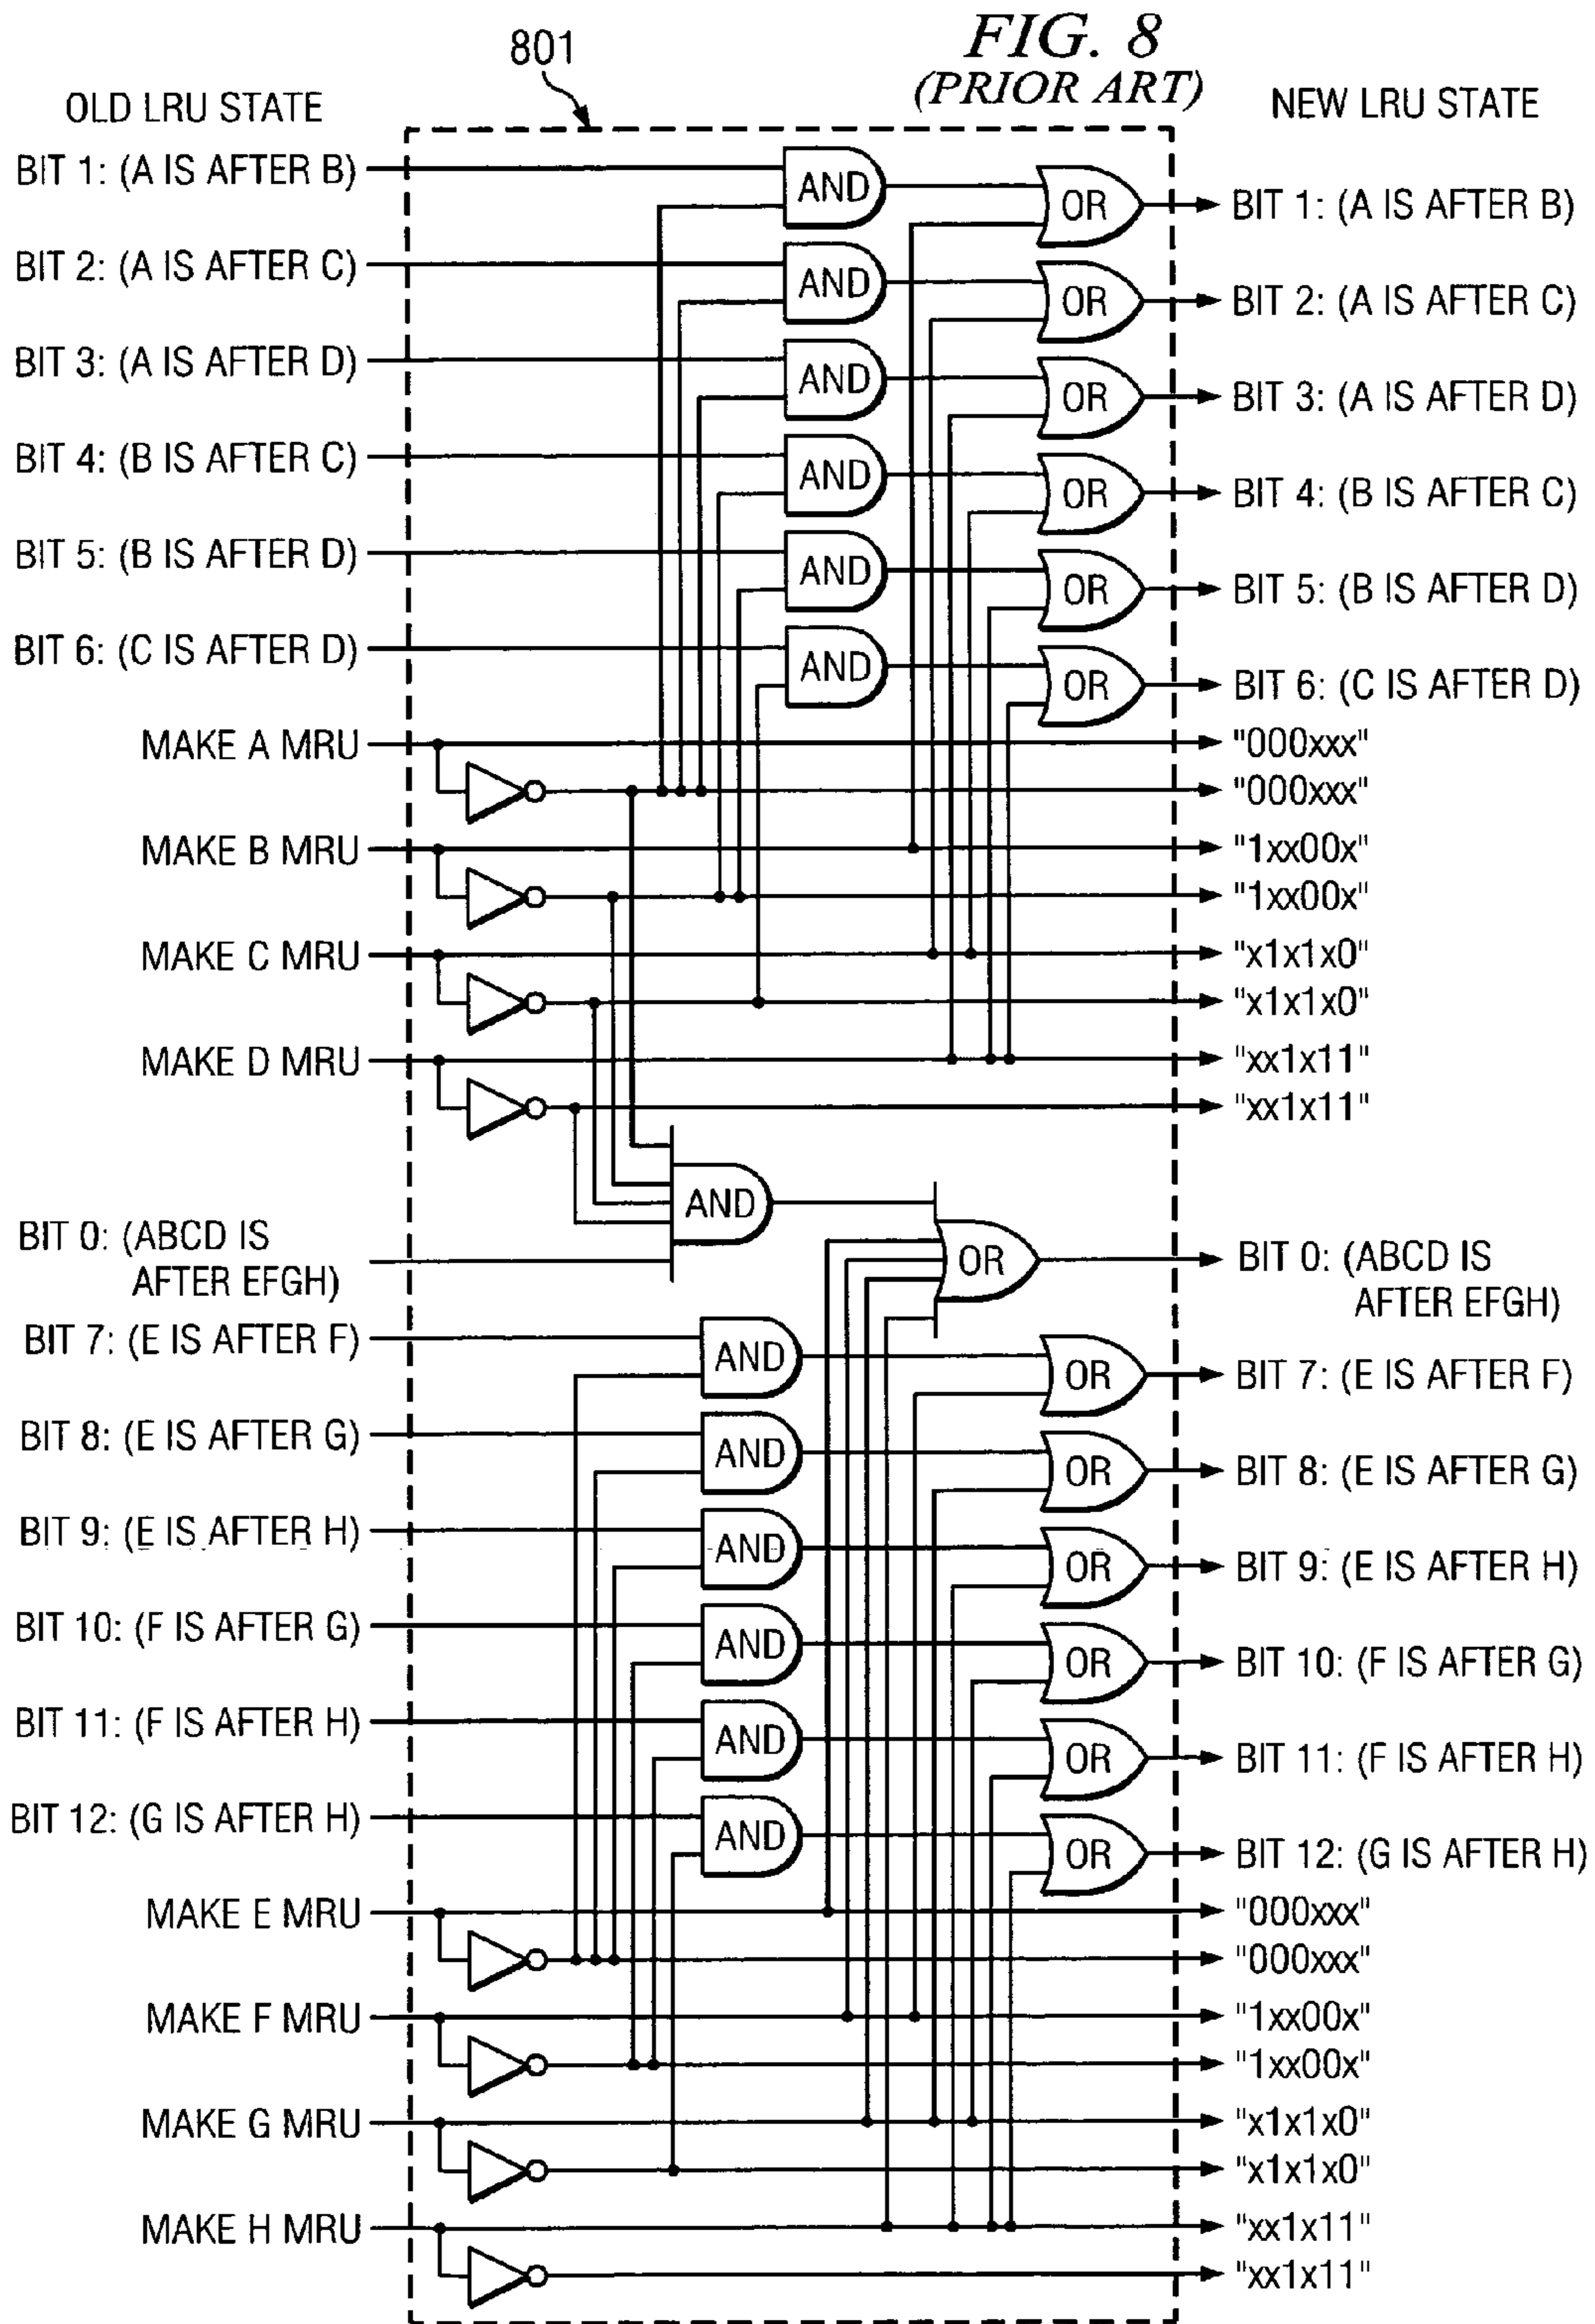 FIG. 8
(PRIOR ART)
801
OLD LRU STATE
NEW LRU STATE
BIT 1: (A IS AFTER B)
AND
OR
BIT 1: (A IS AFTER B)
BIT 2: (A IS AFTER C)
AND
OR
BIT 2: (A IS AFTER C)
BIT 3: (A IS AFTER D)
AND
OR
BIT 3: (A IS AFTER D)
BIT 4: (B IS AFTER C)
AND
OR
BIT 4: (B IS AFTER C)
BIT 5: (B IS AFTER D)
AND
OR
BIT 5: (B IS AFTER D)
BIT 6: (C IS AFTER D)
AND
OR
BIT 6: (C IS AFTER D)
MAKE A MRU
"000xxx"
"000xxx"
MAKE B MRU
"1xx00x"
"1xx00x"
MAKE C MRU
"x1x1x0"
"x1x1x0"
MAKE D MRU
"xx1x11"
"xx1x11"
BIT 0: (ABCD IS
AFTER EFGH)
AND
OR
BIT 0: (ABCD IS
AFTER EFGH)
BIT 7: (E IS AFTER F)
AND
OR
BIT 7: (E IS AFTER F)
BIT 8: (E IS AFTER G)
AND
OR
BIT 8: (E IS AFTER G)
BIT 9: (E IS AFTER H)
AND
OR
BIT 9: (E IS AFTER H)
BIT 10: (F IS AFTER G)
AND
OR
BIT 10: (F IS AFTER G)
BIT 11: (F IS AFTER H)
AND
OR
BIT 11: (F IS AFTER H)
BIT 12: (G IS AFTER H)
AND
OR
BIT 12: (G IS AFTER H)
MAKE E MRU
"000xxx"
"000xxx"
MAKE F MRU
"1xx00x"
"1xx00x"
MAKE G MRU
"x1x1x0"
"x1x1x0"
MAKE H MRU
"xx1x11"
"xx1x11"